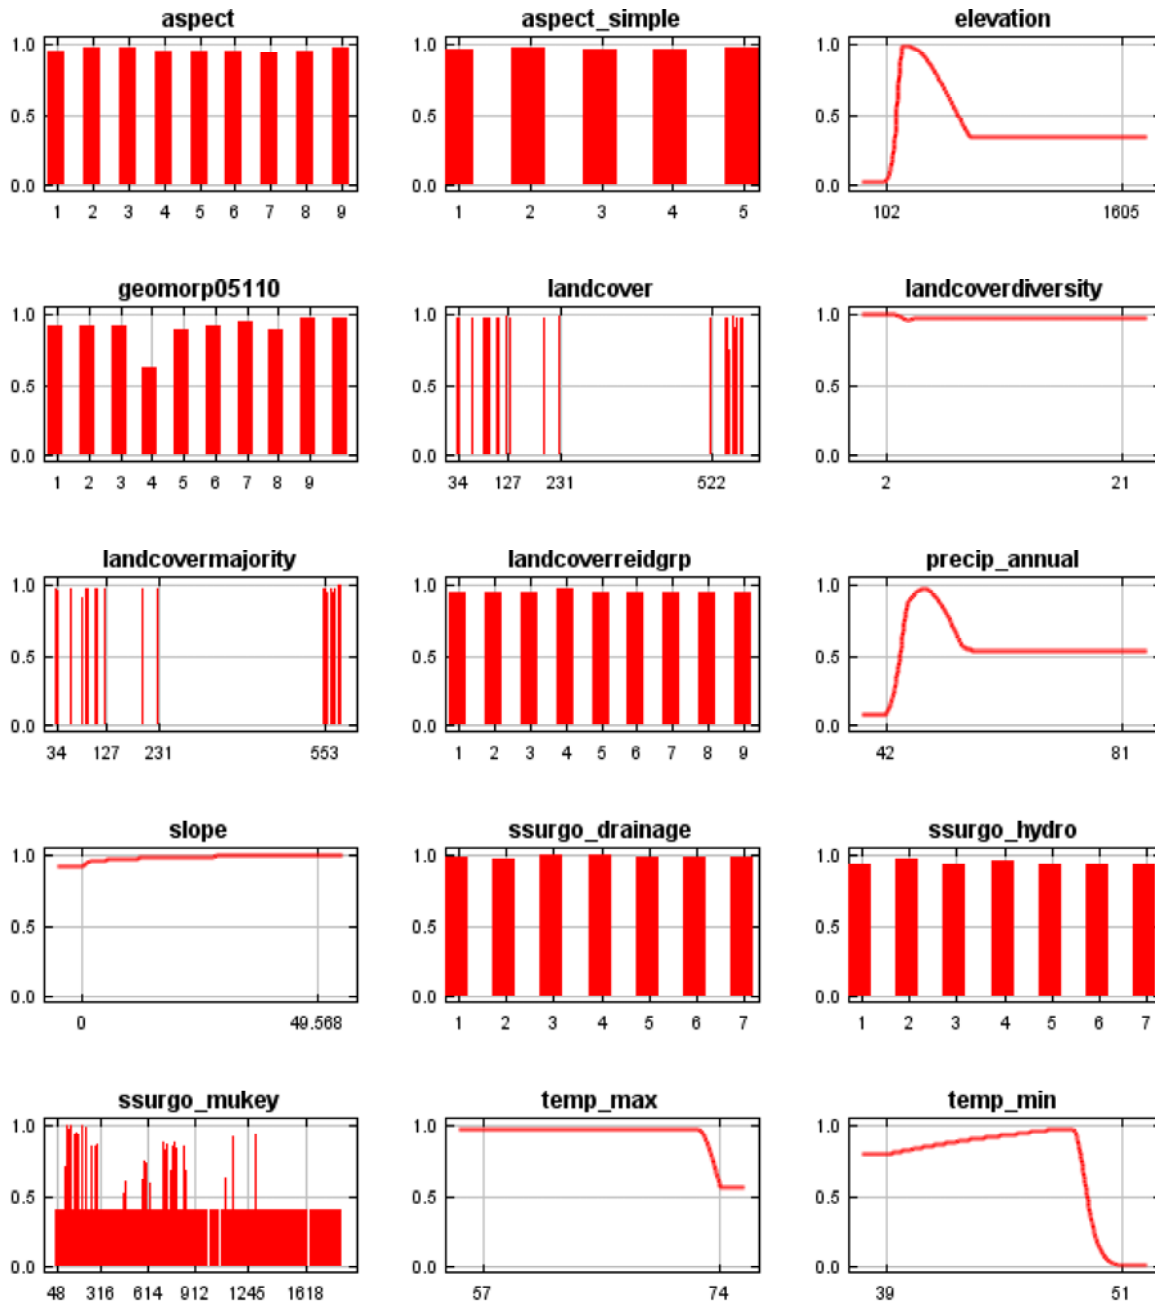 aspect
aspect_simple
elevation
1.0
0.5
0.0
1 2 3 4 5 6 7 8 9
1.0
0.5
0.0
1 2 3 4 5
1.0
0.5
0.0
102 1605
geomorp05110
landcover
landcoverdiversity
1.0
0.5
0.0
1 2 3 4 5 6 7 8 9
1.0
0.5
0.0
34 127 231 522
1.0
0.5
0.0
2 21
landcovermajority
landcoverreidgrp
precip_annual
1.0
0.5
0.0
34 127 231 553
1.0
0.5
0.0
1 2 3 4 5 6 7 8 9
1.0
0.5
0.0
42 81
slope
ssurgo_drainage
ssurgo_hydro
1.0
0.5
0.0
0 49.568
1.0
0.5
0.0
1 2 3 4 5 6 7
1.0
0.5
0.0
1 2 3 4 5 6 7
ssurgo_mukey
temp_max
temp_min
1.0
0.5
0.0
48 316 614 912 1245 1618
1.0
0.5
0.0
57 74
1.0
0.5
0.0
39 51